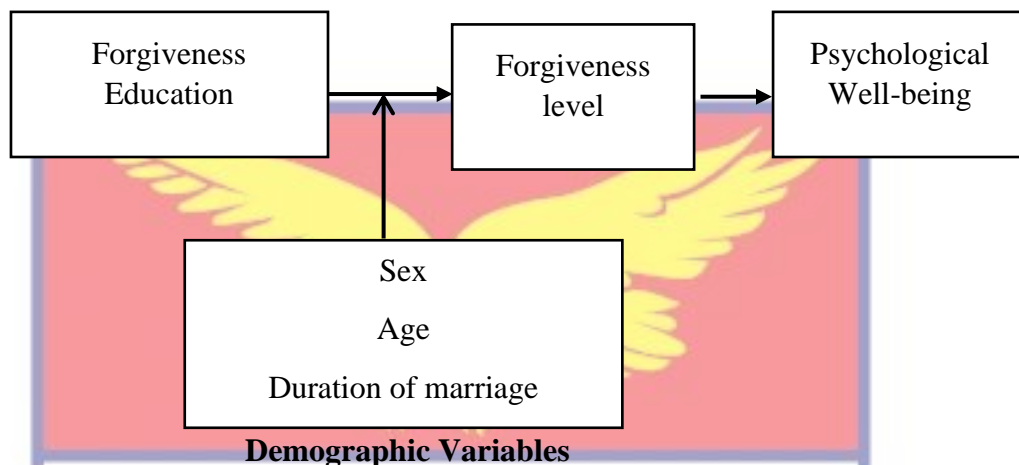 Forgiveness
Education
Forgiveness
level
Psychological
Well-being
Sex
Age
Duration of marriage
Demographic Variables